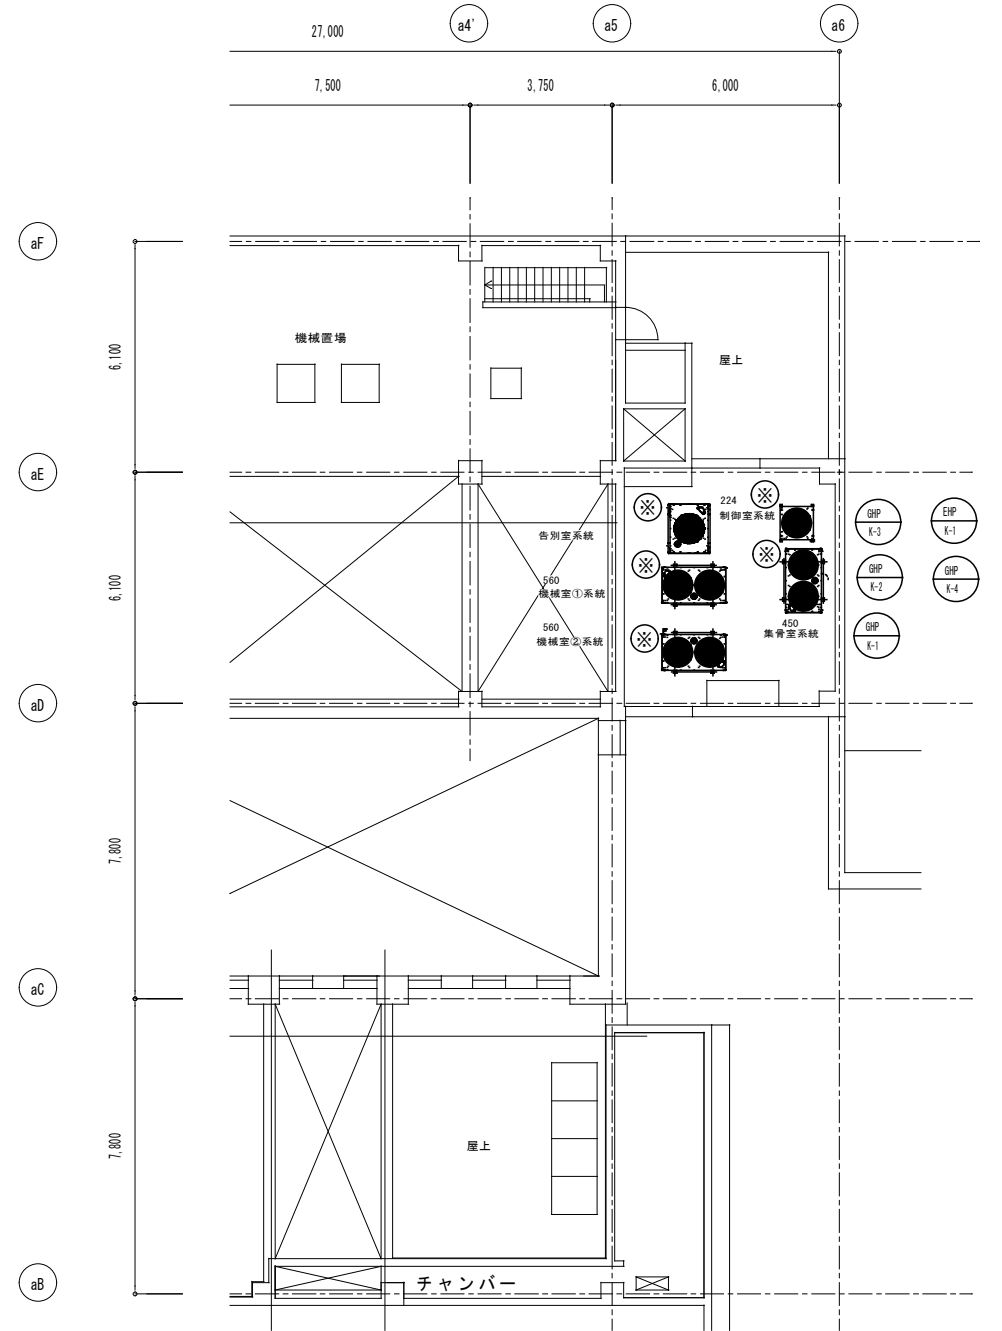 27,000
a4'
a5
a6
7,500
3,750
6,000
aF
機械置場
屋上
6,100
aE
※
224
制御室系統
※
GHP
K-3
EHP
K-1
告別室系統
※
560
機械室①系統
※
GHP
K-2
GHP
K-4
6,100
560
機械室②系統
※
450
集骨室系統
GHP
K-1
aD
7,800
aC
7,800
屋上
aB
チャンバー